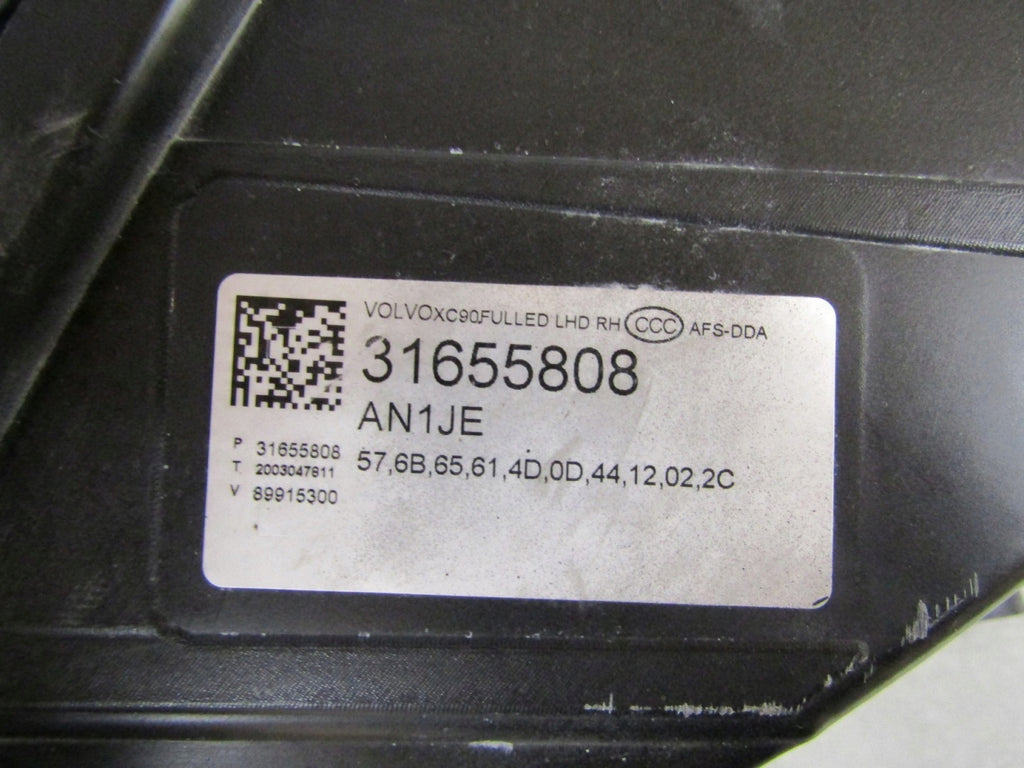 VOLVOXC90FULLED LHD RH CCC AFS-DDA
31655808
AN1JE
57,6B,65,61,4D,0D,44,12,02,2C
P 31655808
T 2003047811
V 89915300